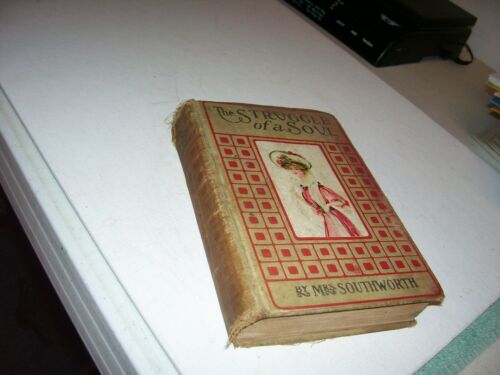 The STRUGGLE
of a SOUL
BY MRS SOUTHWORTH